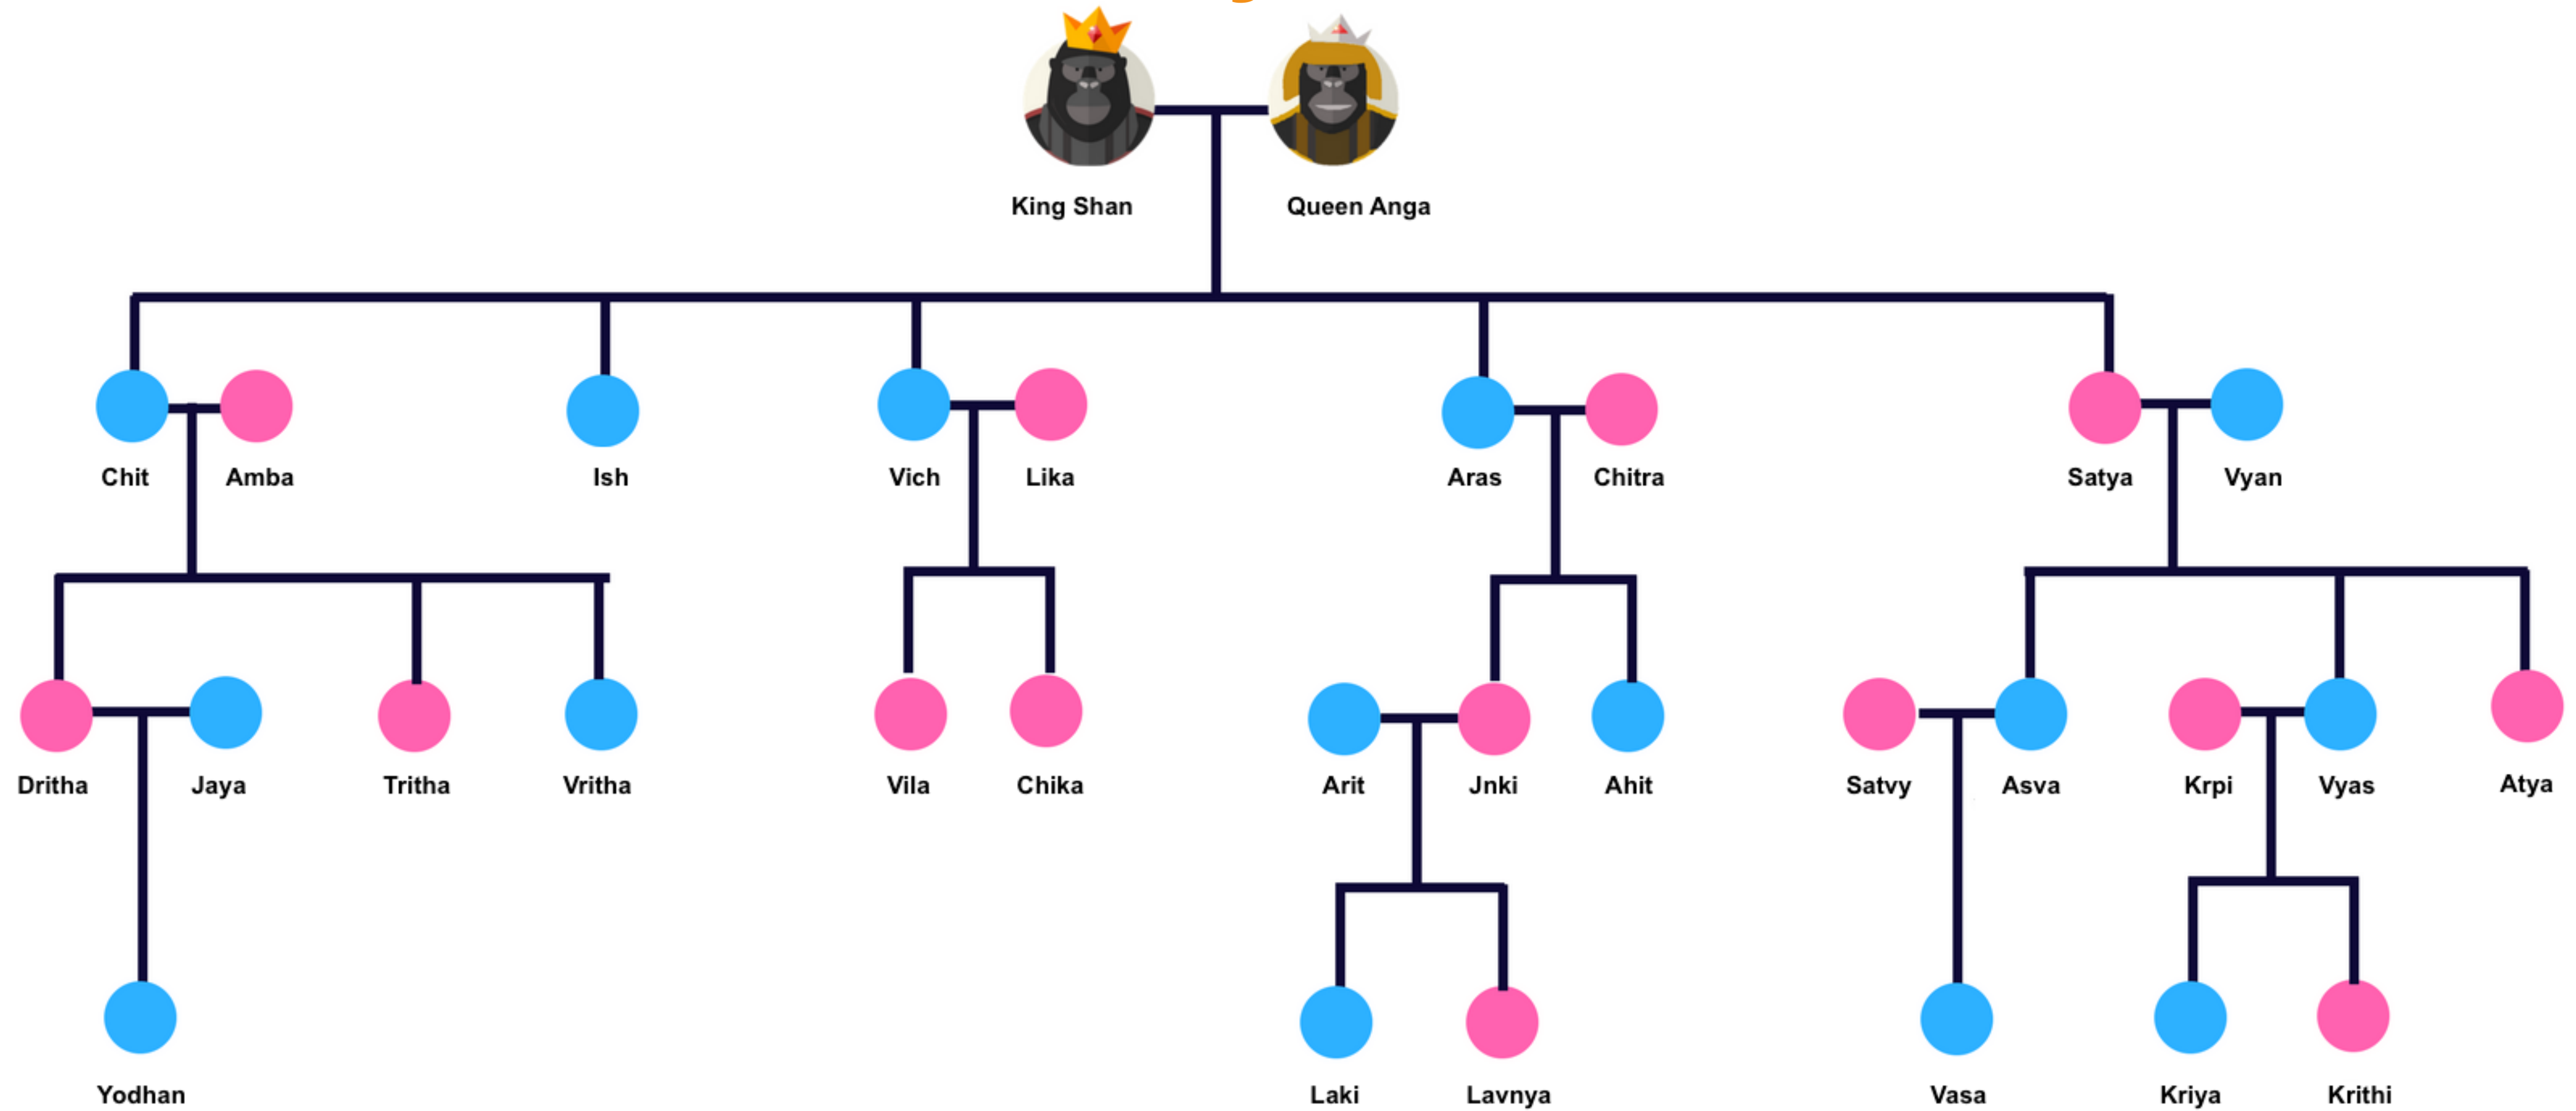 King Shan
Queen Anga
Chit
Amba
Ish
Vich
Lika
Aras
Chitra
Satya
Vyan
Dritha
Jaya
Tritha
Vritha
Vila
Chika
Arit
Jnki
Ahit
Satvy
Asva
Krpi
Vyas
Atya
Yodhan
Laki
Lavnya
Vasa
Kriya
Krithi